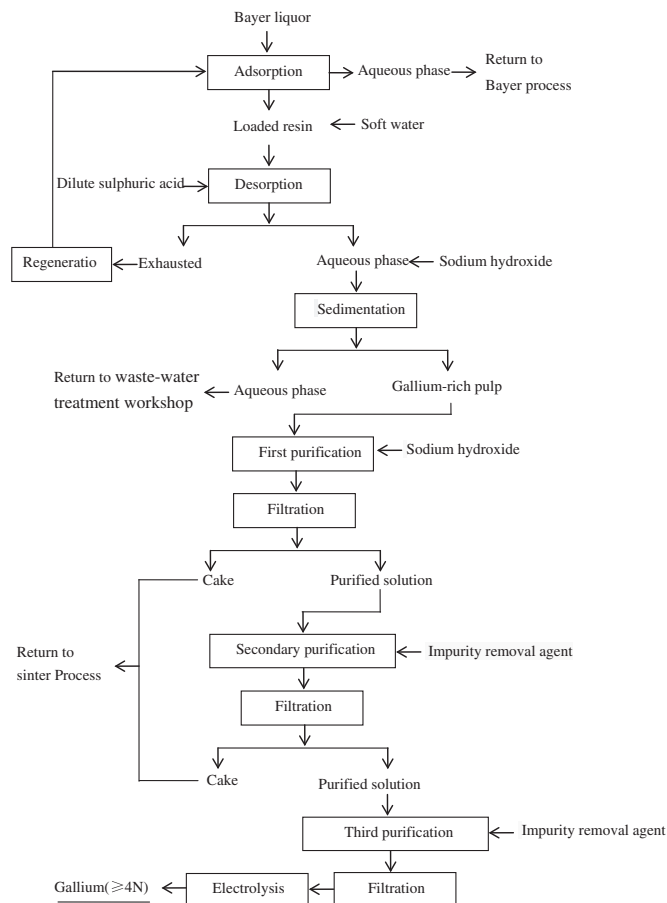 Bayer liquor
Adsorption
Aqueous phase
Return to
Bayer process
Loaded resin
Soft water
Dilute sulphuric acid
Desorption
Regeneratio
Exhausted
Aqueous phase
Sodium hydroxide
Sedimentation
Return to waste-water
treatment workshop
Aqueous phase
Gallium-rich pulp
First purification
Sodium hydroxide
Filtration
Cake
Purified solution
Return to
sinter Process
Secondary purification
Impurity removal agent
Filtration
Cake
Purified solution
Third purification
Impurity removal agent
Gallium(≥4N)
Electrolysis
Filtration